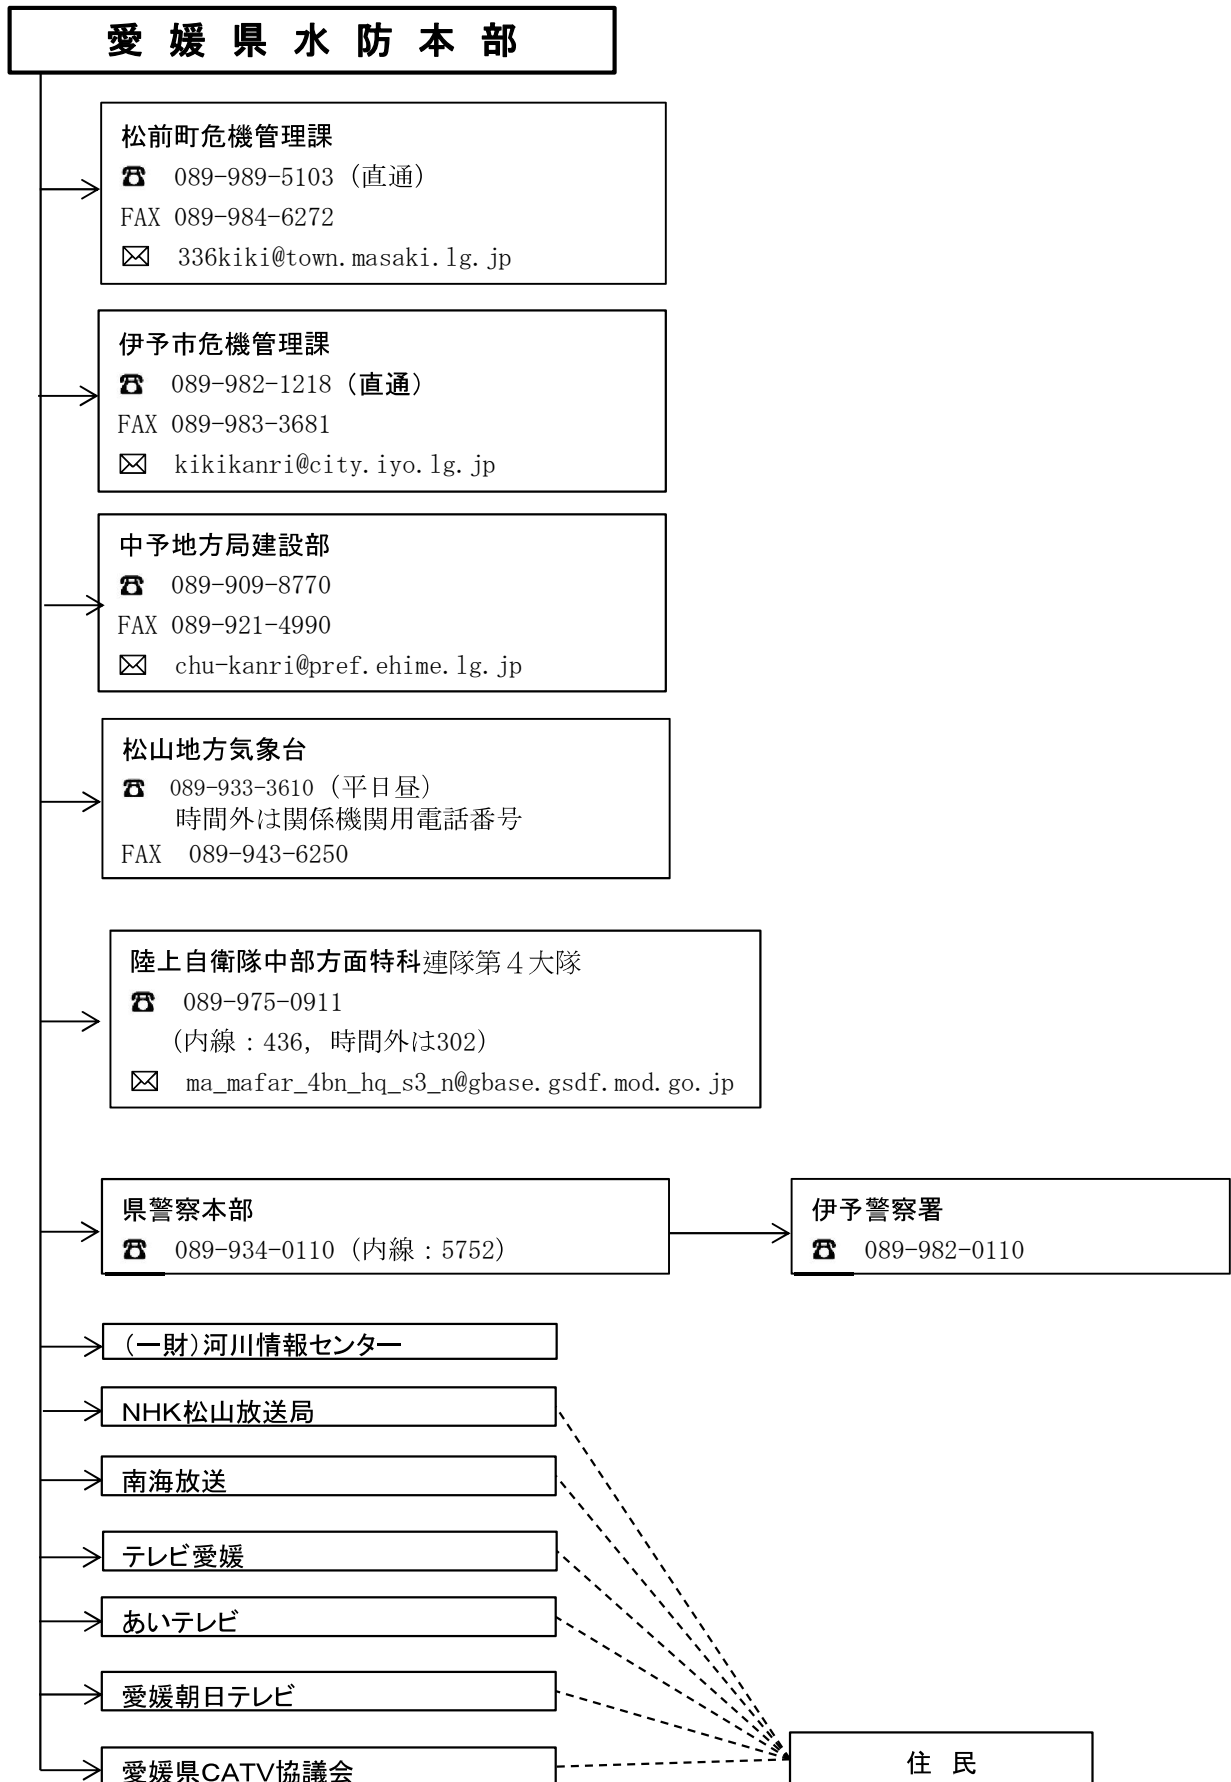 愛媛県水防本部
松前町危機管理課
☎ 089-989-5103（直通）
FAX 089-984-6272
✉ 336kiki@town.masaki.lg.jp
伊予市危機管理課
☎ 089-982-1218（直通）
FAX 089-983-3681
✉ kikikanri@city.iyo.lg.jp
中予地方局建設部
☎ 089-909-8770
FAX 089-921-4990
✉ chu-kanri@pref.ehime.lg.jp
松山地方気象台
☎ 089-933-3610（平日昼）
時間外は関係機関用電話番号
FAX 089-943-6250
陸上自衛隊中部方面特科連隊第４大隊
☎ 089-975-0911
（内線：436，時間外は302）
✉ ma_mafar_4bn_hq_s3_n@gbase.gsdf.mod.go.jp
県警察本部
☎ 089-934-0110（内線：5752）
伊予警察署
☎ 089-982-0110
（一財）河川情報センター
NHK松山放送局
南海放送
テレビ愛媛
あいテレビ
愛媛朝日テレビ
愛媛県CATV協議会
住 民